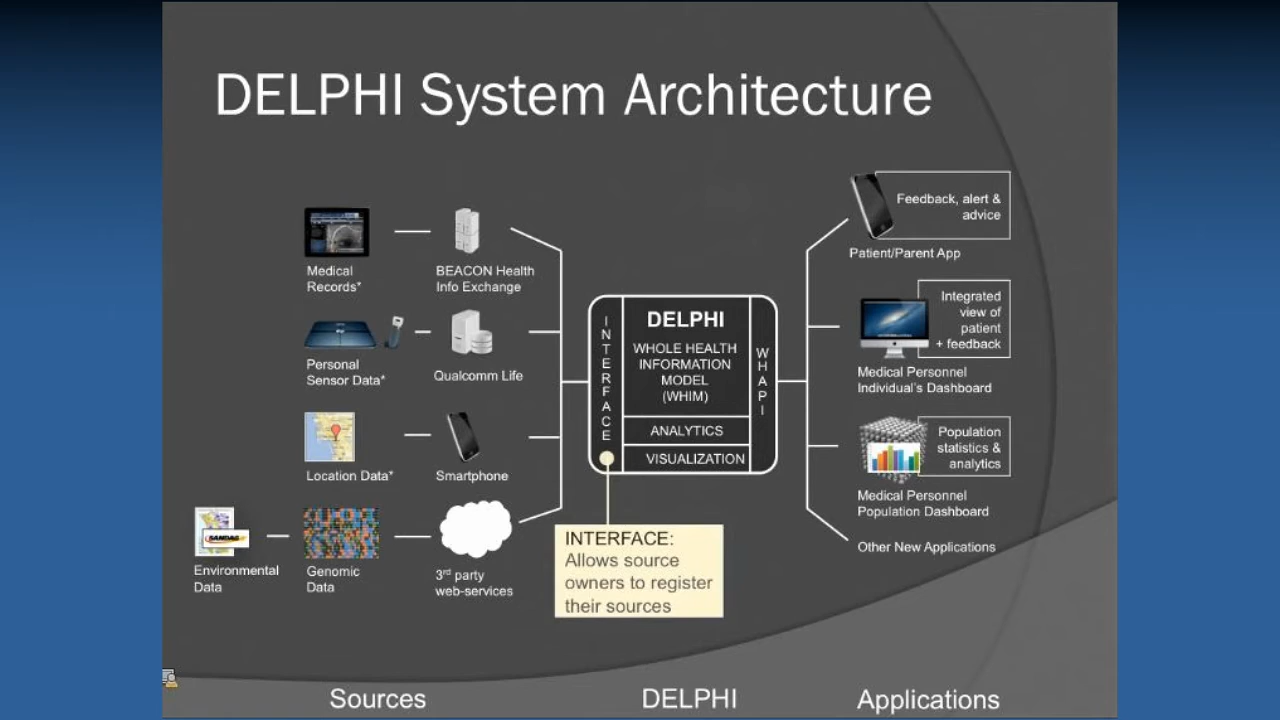 DELPHI System Architecture
Medical
Records*
BEACON Health
Info Exchange
Personal
Sensor Data*
Qualcomm Life
Location Data*
Smartphone
SANDAG
Environmental
Data
Genomic
Data
3rd party
web-services
INTERFACE
DELPHI
WHOLE HEALTH
INFORMATION
MODEL
(WHIM)
ANALYTICS
VISUALIZATION
WHAPI
INTERFACE:
Allows source
owners to register
their sources
Feedback, alert &
advice
Patient/Parent App
Integrated
view of
patient
+ feedback
Medical Personnel
Individual's Dashboard
Population
statistics &
analytics
Medical Personnel
Population Dashboard
Other New Applications
Sources
DELPHI
Applications